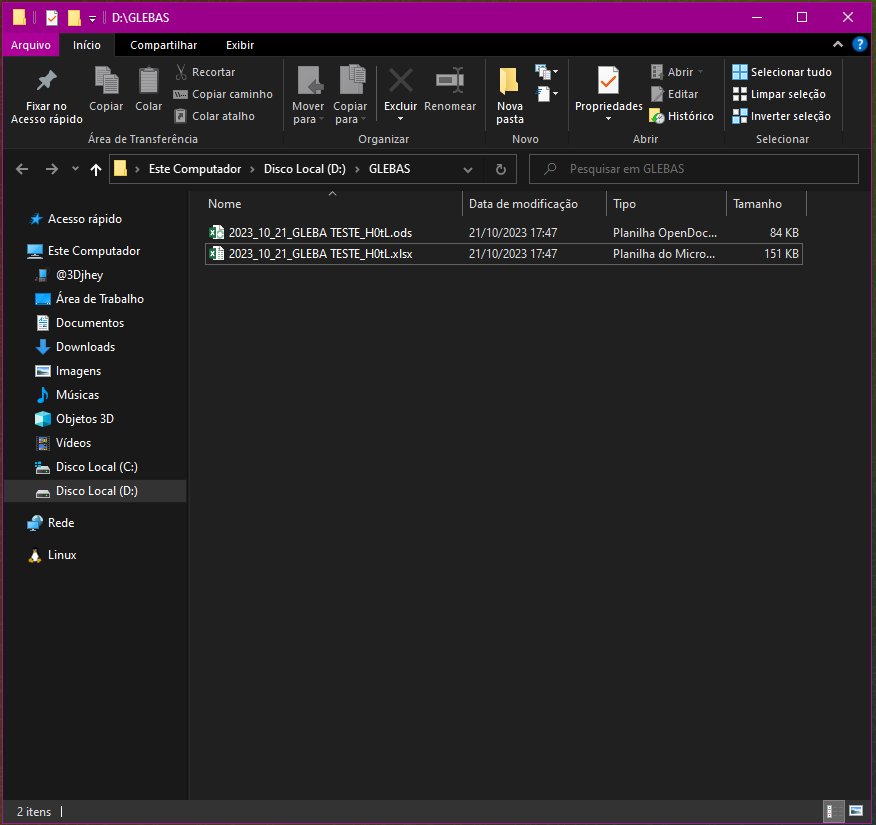 D:\GLEBAS
Arquivo Início Compartilhar Exibir
Fixar no Acesso rápido
Copiar
Colar
Recortar
Copiar caminho
Colar atalho
Mover para
Copiar para
Excluir
Renomear
Nova pasta
Propriedades
Abrir
Editar
Histórico
Selecionar tudo
Limpar seleção
Inverter seleção
Área de Transferência Organizar Novo Abrir Selecionar
Este Computador Disco Local (D:) GLEBAS Pesquisar em GLEBAS
Nome Data de modificação Tipo Tamanho
2023_10_21_GLEBA TESTE_H0tL.ods 21/10/2023 17:47 Planilha OpenDoc... 84 KB
2023_10_21_GLEBA TESTE_H0tL.xlsx 21/10/2023 17:47 Planilha do Micro... 151 KB
Acesso rápido
Este Computador
@3Djhey
Área de Trabalho
Documentos
Downloads
Imagens
Músicas
Objetos 3D
Vídeos
Disco Local (C:)
Disco Local (D:)
Rede
Linux
2 itens